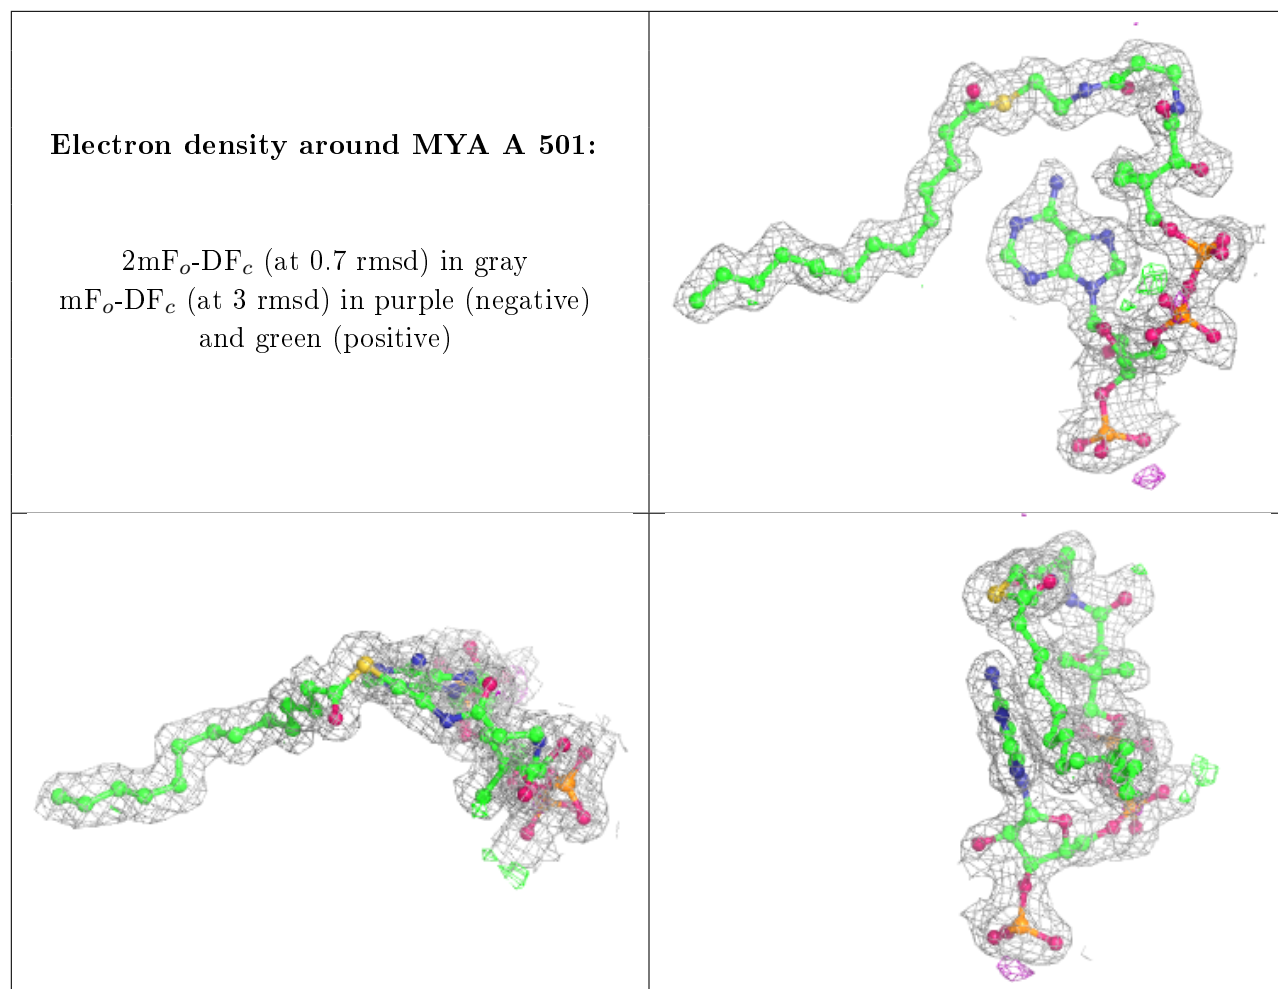 Electron density around MYA A 501:
2mFo-DFc (at 0.7 rmsd) in gray
mFo-DFc (at 3 rmsd) in purple (negative)
and green (positive)